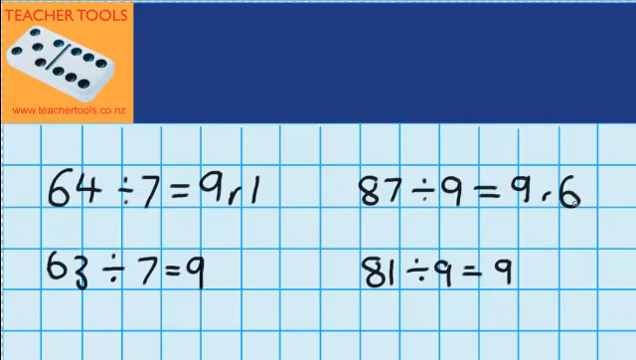 TEACHER TOOLS
www.teachertools.co.nz
64 ÷ 7 = 9 r 1
87 ÷ 9 = 9 r 6
63 ÷ 7 = 9
81 ÷ 9 = 9